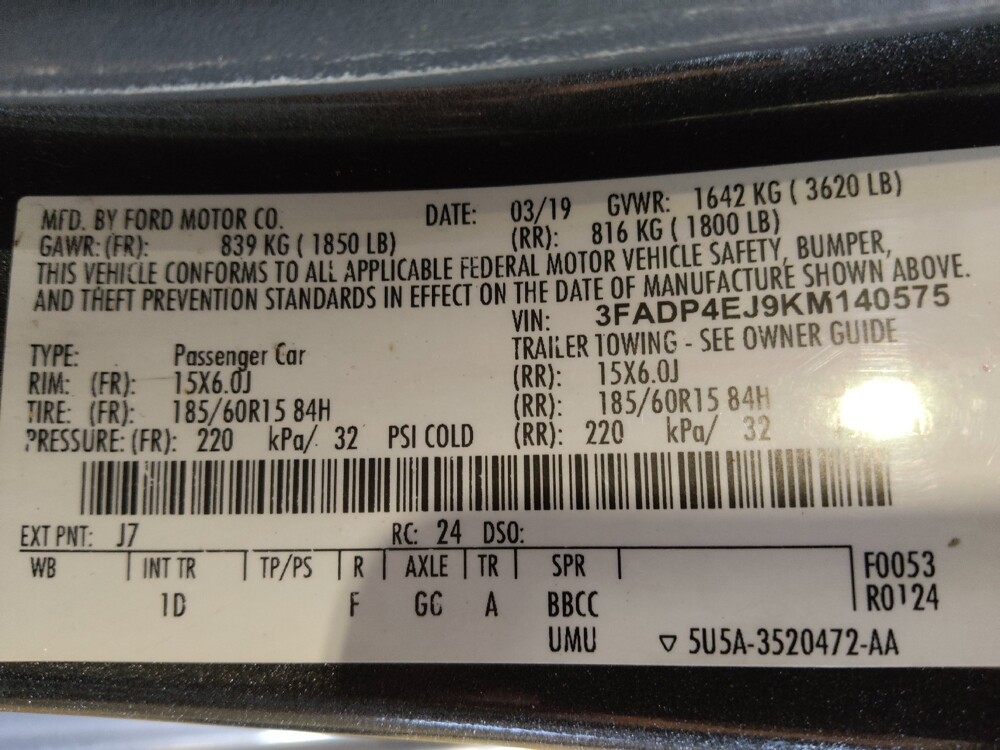 MFD. BY FORD MOTOR CO. DATE: 03/19 GVWR: 1642 KG ( 3620 LB)
GAWR: (FR): 839 KG ( 1850 LB) (RR): 816 KG ( 1800 LB)
THIS VEHICLE CONFORMS TO ALL APPLICABLE FEDERAL MOTOR VEHICLE SAFETY, BUMPER,
AND THEFT PREVENTION STANDARDS IN EFFECT ON THE DATE OF MANUFACTURE SHOWN ABOVE.
VIN: 3FADP4EJ9KM140575
TYPE: Passenger Car TRAILER TOWING - SEE OWNER GUIDE
RIM: (FR): 15X6.0J (RR): 15X6.0J
TIRE: (FR): 185/60R15 84H (RR): 185/60R15 84H
PRESSURE: (FR): 220 kPa/ 32 PSI COLD (RR): 220 kPa/ 32
EXT PNT: J7 RC: 24 DSO:
WB INT TR TP/PS R AXLE TR SPR F0053
1D F GC A BBCC R0124
UMU ▽ 5U5A-3520472-AA